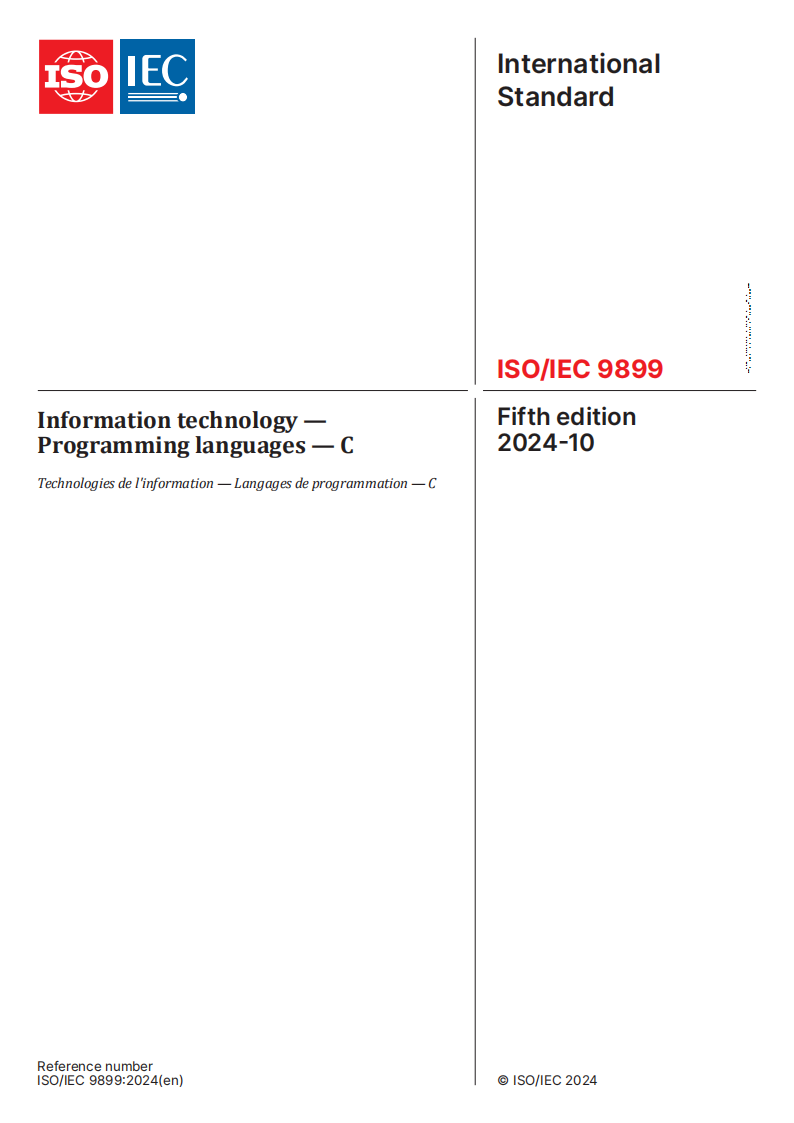 ISO
IEC
International
Standard
ISO/IEC 9899
Information technology —
Programming languages — C
Technologies de l'information — Langages de programmation — C
Fifth edition
2024-10
Reference number
ISO/IEC 9899:2024(en)
© ISO/IEC 2024